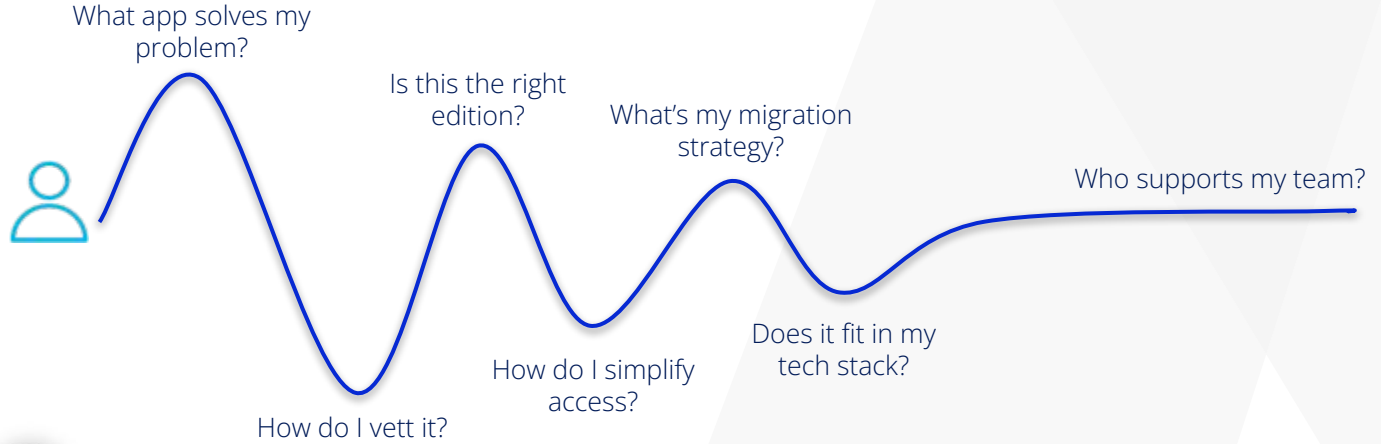 What app solves my
problem?
How do I vett it?
Is this the right
edition?
How do I simplify
access?
What’s my migration
strategy?
Does it fit in my
tech stack?
Who supports my team?